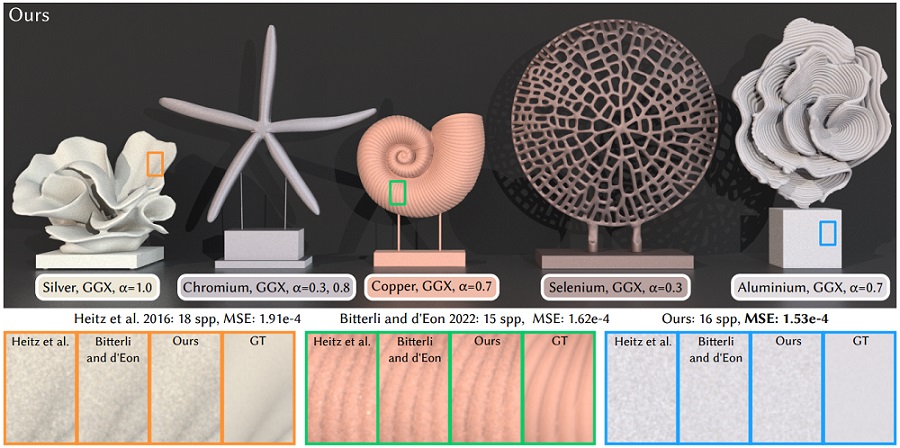 Ours
Silver, GGX, α=1.0
Chromium, GGX, α=0.3, 0.8
Copper, GGX, α=0.7
Selenium, GGX, α=0.3
Aluminium, GGX, α=0.7
Heitz et al. 2016: 18 spp, MSE: 1.91e-4
Bitterli and d'Eon 2022: 15 spp, MSE: 1.62e-4
Ours: 16 spp, MSE: 1.53e-4
Heitz et al.
Bitterli
and d'Eon
Ours
GT
Heitz et al.
Bitterli
and d'Eon
Ours
GT
Heitz et al.
Bitterli
and d'Eon
Ours
GT